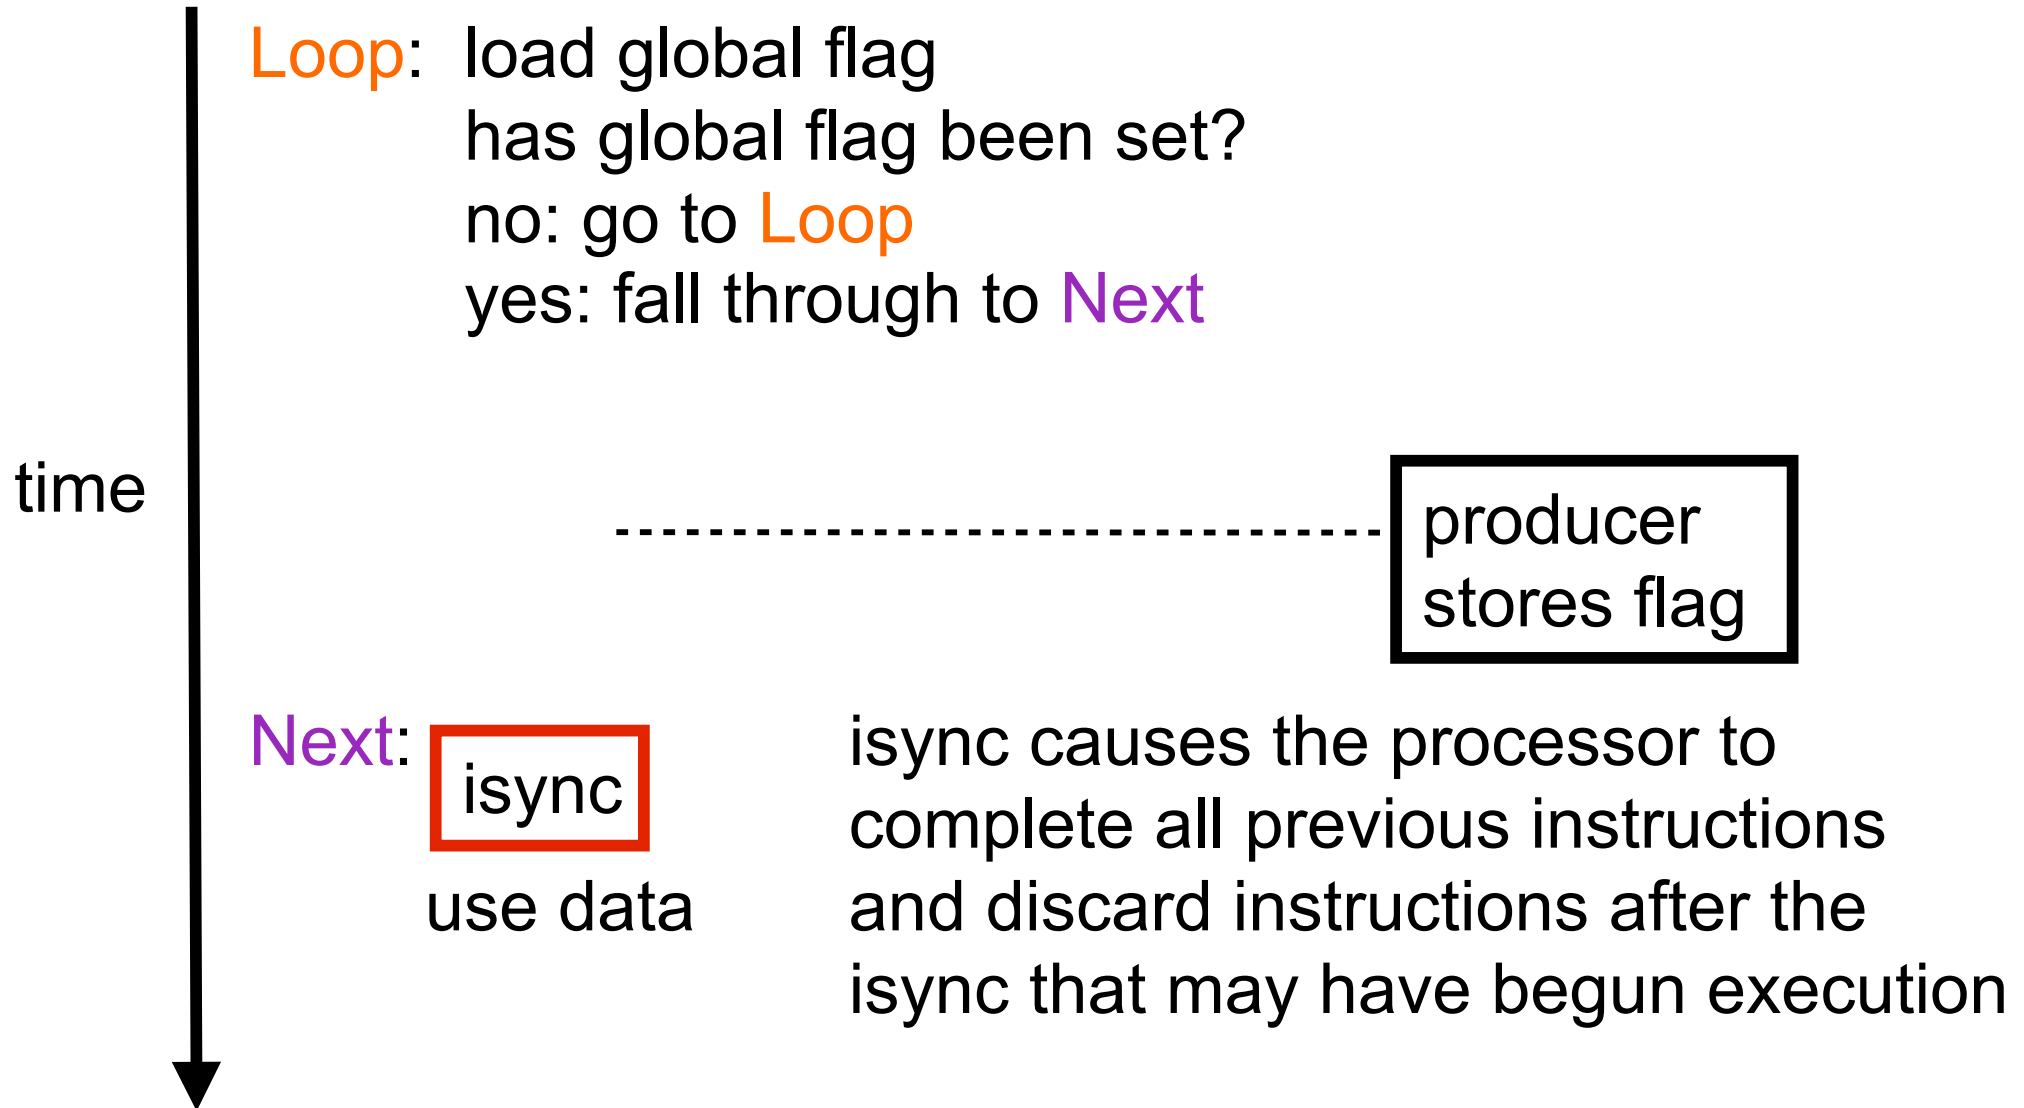 Loop: load global flag
has global flag been set?
no: go to Loop
yes: fall through to Next
time
producer
stores flag
Next:
isync
use data
isync causes the processor to
complete all previous instructions
and discard instructions after the
isync that may have begun execution